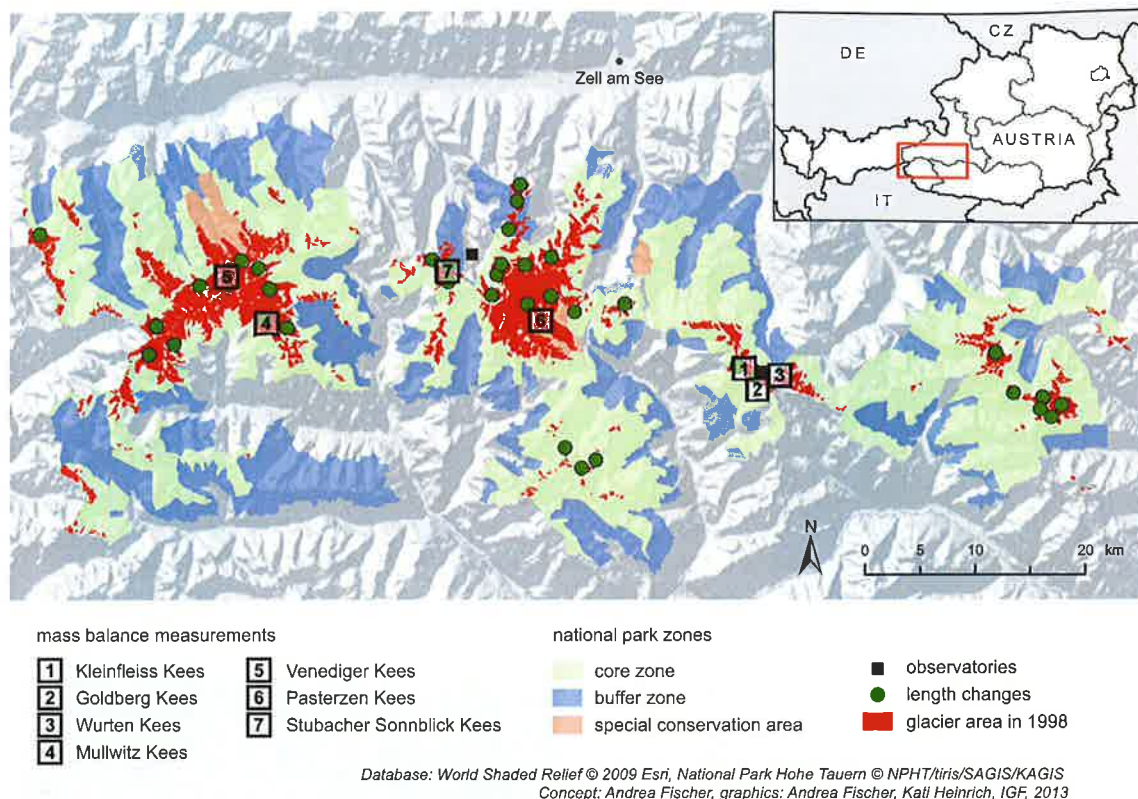 Zell am See
CZ
DE
AUSTRIA
IT
5
7
4
6
1
3
2
N
0 5 10 20 km
mass balance measurements
1 Kleinfleiss Kees
2 Goldberg Kees
3 Wurten Kees
4 Mullwitz Kees
5 Venediger Kees
6 Pasterzen Kees
7 Stubacher Sonnblick Kees
national park zones
core zone
buffer zone
special conservation area
observatories
length changes
glacier area in 1998
Database: World Shaded Relief © 2009 Esri, National Park Hohe Tauern © NPHT/tiris/SAGIS/KAGIS
Concept: Andrea Fischer, graphics: Andrea Fischer, Kati Heinrich, IGF, 2013